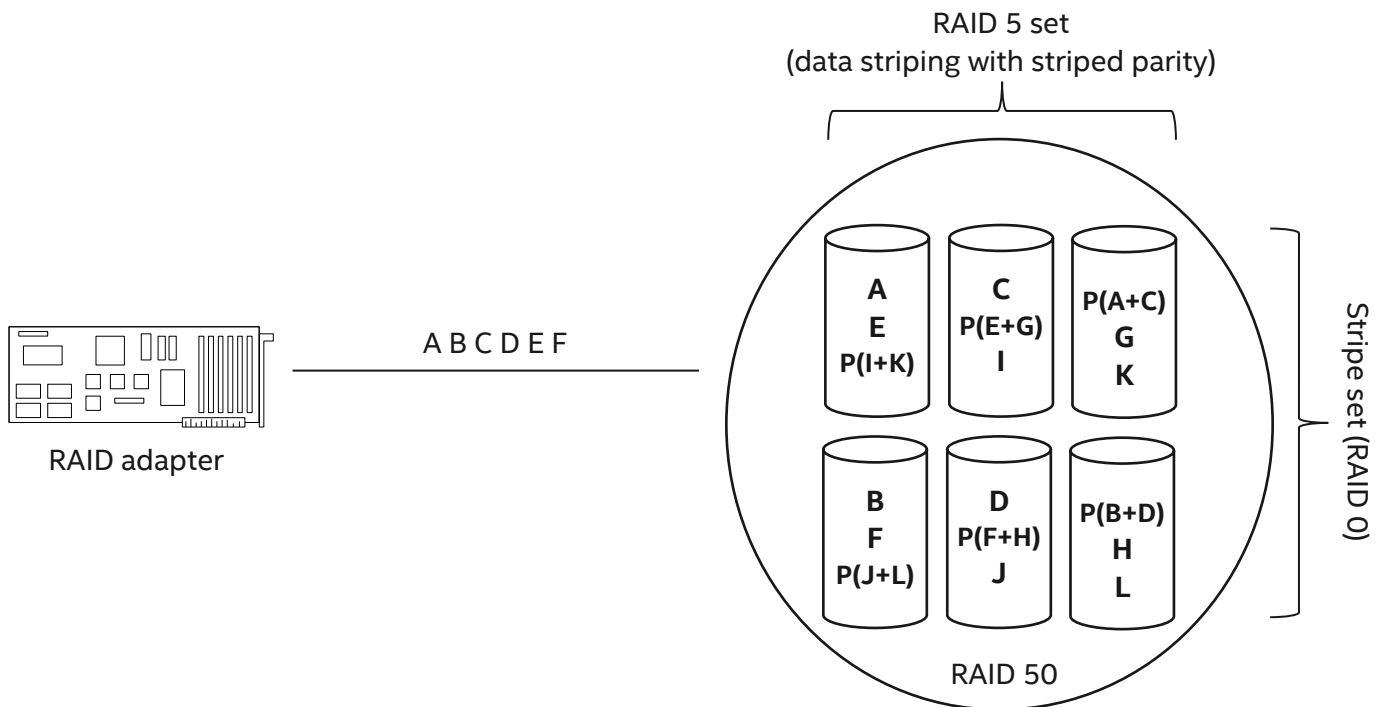 RAID 5 set
(data striping with striped parity)
A B C D E F
RAID adapter
A
E
P(I+K)
C
P(E+G)
I
P(A+C)
G
K
B
F
P(J+L)
D
P(F+H)
J
P(B+D)
H
L
Stripe set (RAID 0)
RAID 50